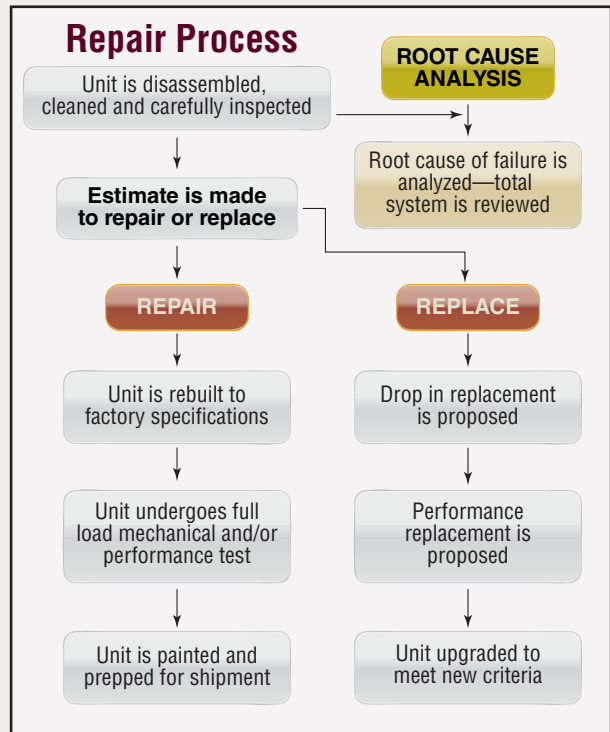 Repair Process
Unit is disassembled,
cleaned and carefully inspected
ROOT CAUSE
ANALYSIS
Root cause of failure is
analyzed—total
system is reviewed
Estimate is made
to repair or replace
REPAIR
Unit is rebuilt to
factory specifications
Unit undergoes full
load mechanical and/or
performance test
Unit is painted and
prepped for shipment
REPLACE
Drop in replacement
is proposed
Performance
replacement is
proposed
Unit upgraded to
meet new criteria